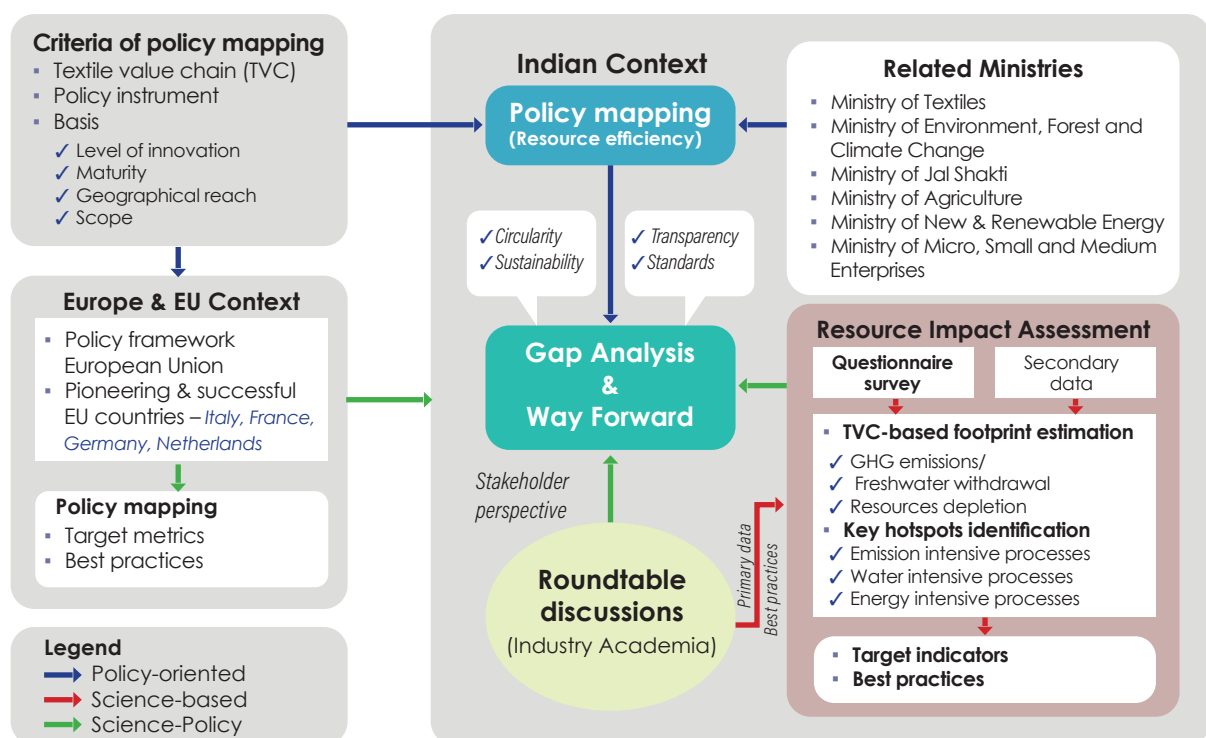 Criteria of policy mapping
Textile value chain (TVC)
Policy instrument
Basis
✓ Level of innovation
✓ Maturity
✓ Geographical reach
✓ Scope
Europe & EU Context
Policy framework
European Union
Pioneering & successful
EU countries – Italy, France,
Germany, Netherlands
Policy mapping
Target metrics
Best practices
Legend
Policy-oriented
Science-based
Science-Policy
Indian Context
Policy mapping
(Resource efficiency)
✓ Circularity
✓ Sustainability
✓ Transparency
✓ Standards
Gap Analysis
&
Way Forward
Stakeholder
perspective
Roundtable
discussions
(Industry Academia)
Primary data
Best practices
Related Ministries
Ministry of Textiles
Ministry of Environment, Forest and
Climate Change
Ministry of Jal Shakti
Ministry of Agriculture
Ministry of New & Renewable Energy
Ministry of Micro, Small and Medium
Enterprises
Resource Impact Assessment
Questionnaire
survey
Secondary
data
TVC-based footprint estimation
✓ GHG emissions/
✓ Freshwater withdrawal
✓ Resources depletion
Key hotspots identification
✓ Emission intensive processes
✓ Water intensive processes
✓ Energy intensive processes
Target indicators
Best practices